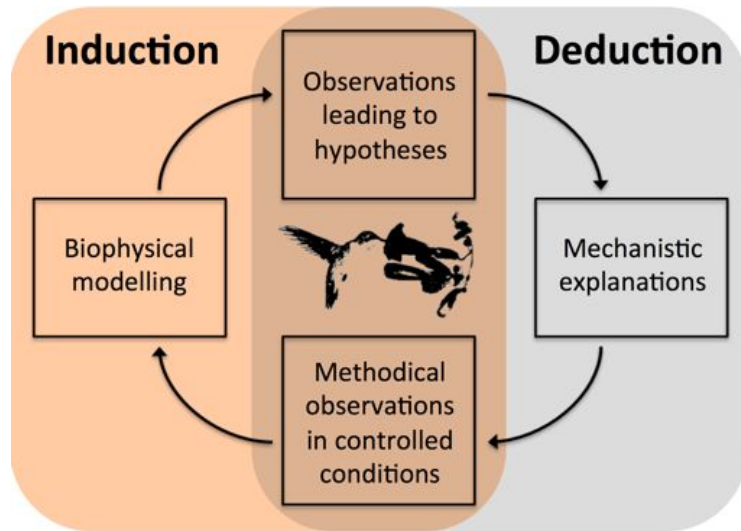 Induction
Deduction
Observations
leading to
hypotheses
Biophysical
modelling
Mechanistic
explanations
Methodical
observations
in controlled
conditions